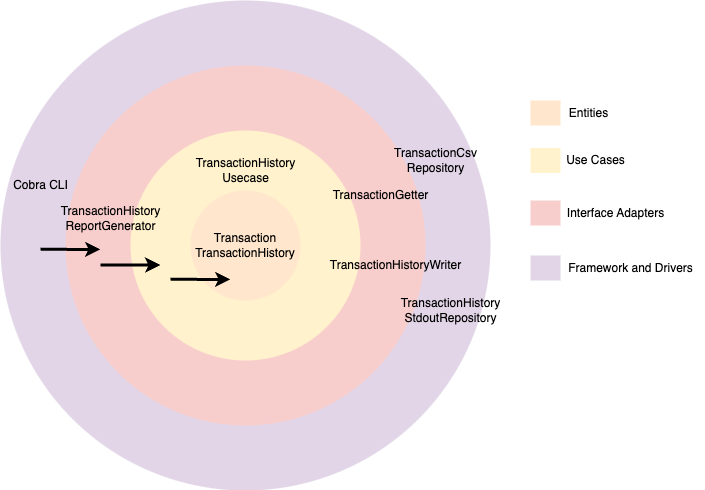 TransactionCsv
Repository
TransactionHistory
Usecase
Cobra CLI
TransactionGetter
TransactionHistory
ReportGenerator
Transaction
TransactionHistory
TransactionHistoryWriter
TransactionHistory
StdoutRepository
Entities
Use Cases
Interface Adapters
Framework and Drivers